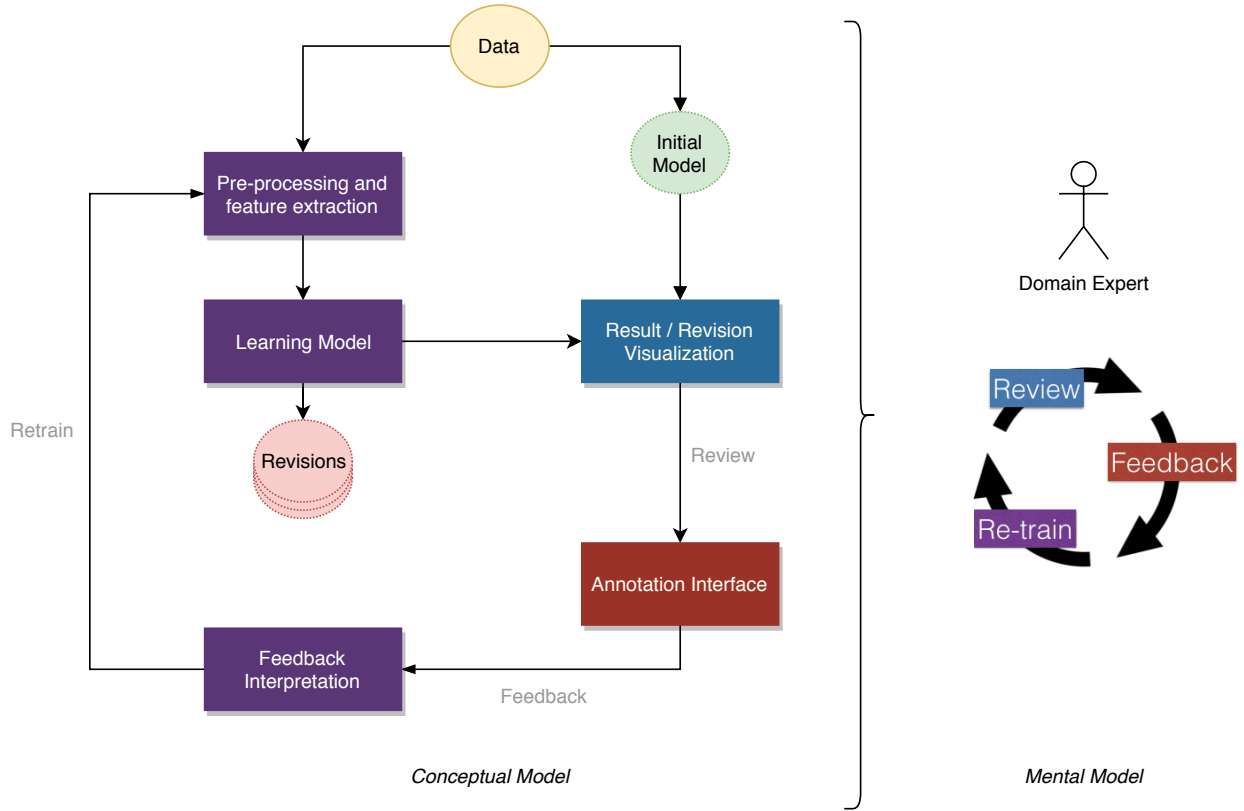 Data
Initial
Model
Pre-processing and
feature extraction
Domain Expert
Learning Model
Result / Revision
Visualization
Review
Retrain
Revisions
Review
Feedback
Re-train
Annotation Interface
Feedback
Interpretation
Feedback
Conceptual Model
Mental Model